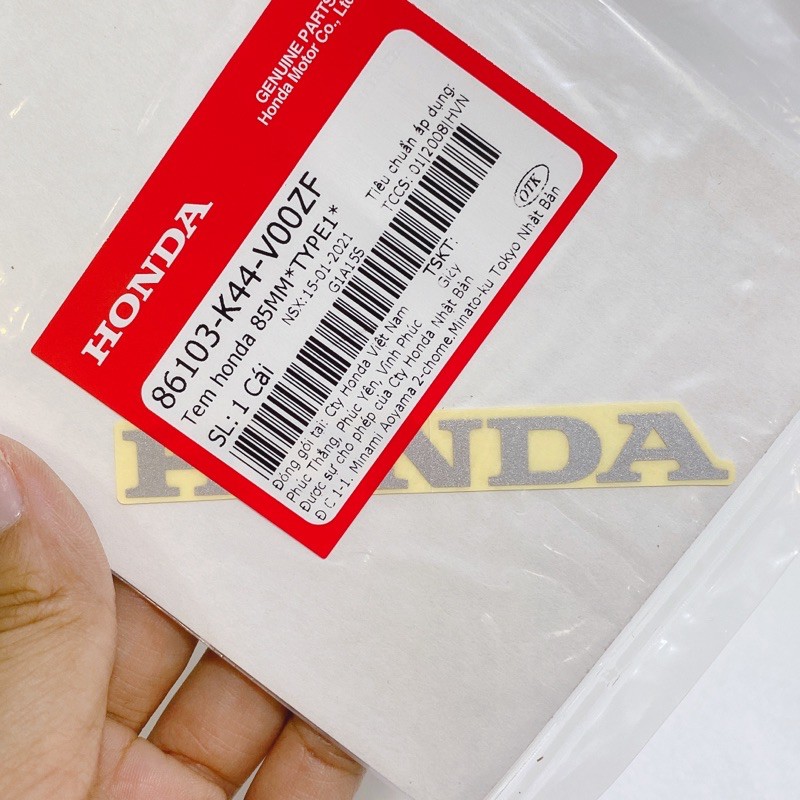 GENUINE PARTS
Honda Motor Co., Ltd.
HONDA
86103-K44-V00ZF
Tem honda 85MM*TYPE1*
SL: 1 Cái
NSX:15-01-2021
G1A15S
Tiêu chuẩn áp dụng:
TCCS: 01|2008|HVN
TSKT:
Giấy
OTK
Đóng gói tại: Cty Honda Việt Nam
Phúc Thắng, Phúc Yên, Vĩnh Phúc
Được sự cho phép của Cty Honda Nhật Bản
Đ C 1-1. Minami Aoyama 2-chome.Minato-ku Tokyo Nhật Bản
HONDA